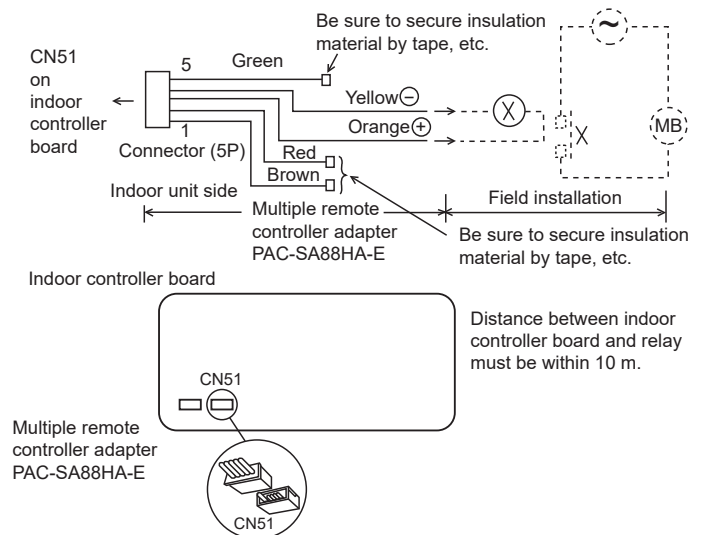 CN51
on
indoor
controller
board
5
Green
Be sure to secure insulation
material by tape, etc.
Yellow ⊖
Orange ⊕
X
X
~
MB
1
Connector (5P)
Red
Brown
Indoor unit side
Multiple remote
controller adapter
PAC-SA88HA-E
Field installation
Be sure to secure insulation
material by tape, etc.
Indoor controller board
Distance between indoor
controller board and relay
must be within 10 m.
CN51
Multiple remote
controller adapter
PAC-SA88HA-E
CN51